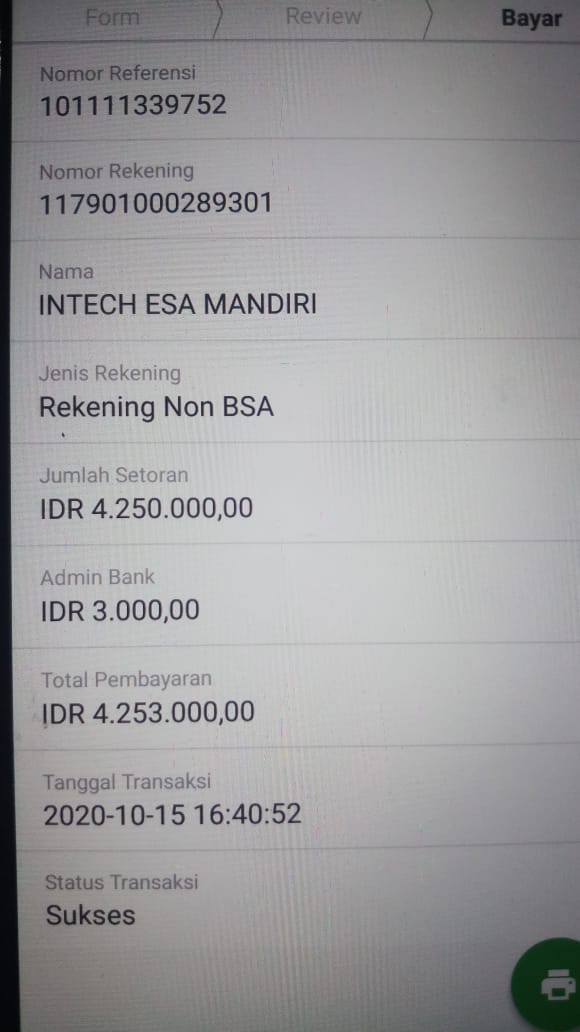 Form
Review
Bayar
Nomor Referensi
101111339752
Nomor Rekening
117901000289301
Nama
INTECH ESA MANDIRI
Jenis Rekening
Rekening Non BSA
Jumlah Setoran
IDR 4.250.000,00
Admin Bank
IDR 3.000,00
Total Pembayaran
IDR 4.253.000,00
Tanggal Transaksi
2020-10-15 16:40:52
Status Transaksi
Sukses